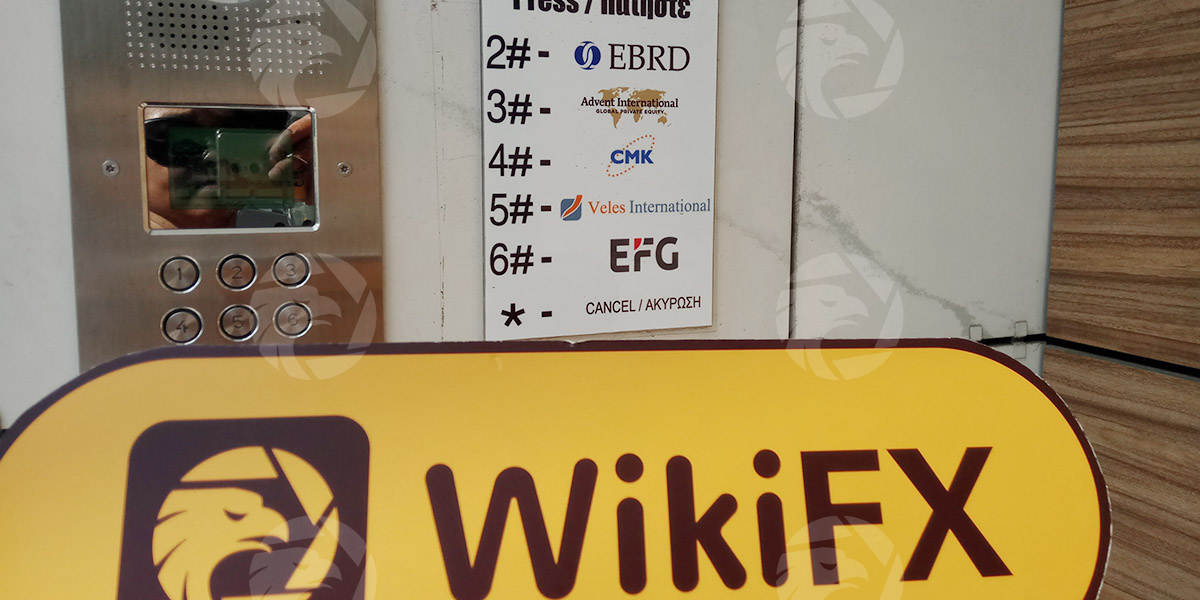 Press / Πατήστε
2# - EBRD
3# - Advent International
GLOBAL PRIVATE EQUITY
4# - CMK
5# - Veles International
6# - EFG
* - CANCEL / ΑΚΥΡΩΣΗ
1 2 3
4 5 6
WikiFX